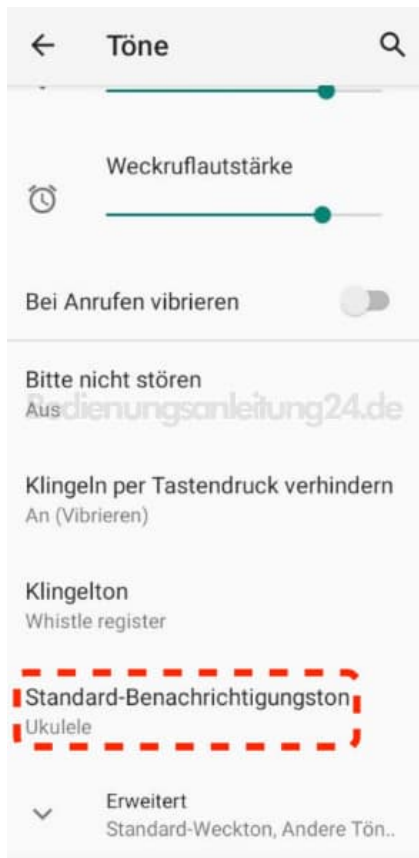 Töne
Weckruflautstärke
Bei Anrufen vibrieren
Bitte nicht stören
Aus
Bedienungsanleitung24.de
Klingeln per Tastendruck verhindern
An (Vibrieren)
Klingelton
Whistle register
Standard-Benachrichtigungston
Ukulele
Erweitert
Standard-Weckton, Andere Tön..